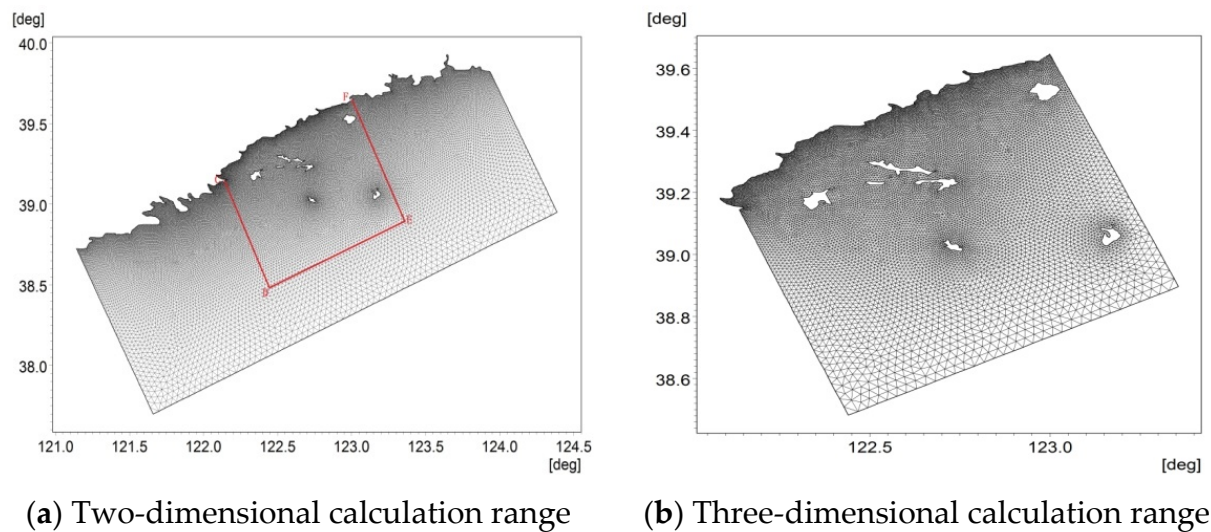 [deg]
40.0
39.5
39.0
38.5
38.0
121.0 121.5 122.0 122.5 123.0 123.5 124.0 124.5
[deg]
F
C
E
D
(a) Two-dimensional calculation range
[deg]
39.6
39.4
39.2
39.0
38.8
38.6
122.5 123.0
[deg]
(b) Three-dimensional calculation range